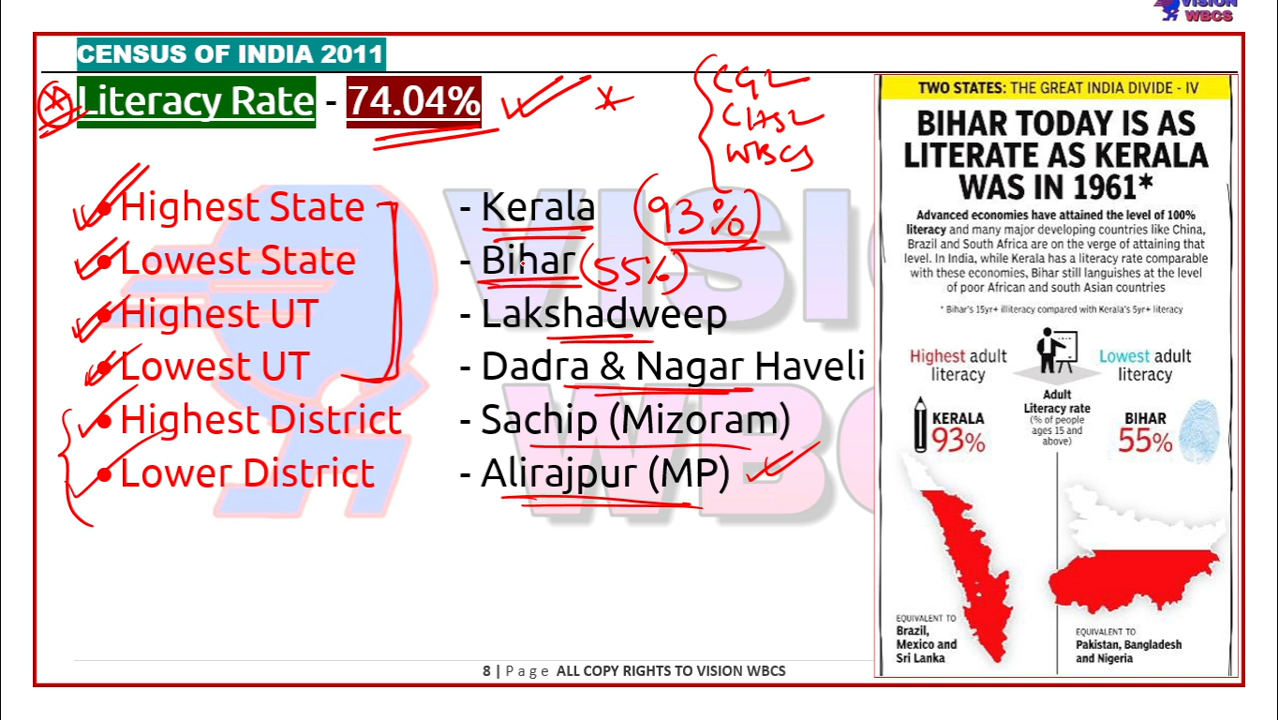 VISION
WBCS
CENSUS OF INDIA 2011
Literacy Rate - 74.04%
CGL
CHSL
WBCS
Highest State - Kerala (93%)
Lowest State - Bihar (55%)
Highest UT - Lakshadweep
Lowest UT - Dadra & Nagar Haveli
Highest District - Sachip (Mizoram)
Lower District - Alirajpur (MP)
TWO STATES: THE GREAT INDIA DIVIDE - IV
BIHAR TODAY IS AS
LITERATE AS KERALA
WAS IN 1961*
Advanced economies have attained the level of 100%
literacy and many major developing countries like China,
Brazil and South Africa are on the verge of attaining that
level. In India, while Kerala has a literacy rate comparable
with these economies, Bihar still languishes at the level
of poor African and south Asian countries
* Bihar's 15yr+ illiteracy compared with Kerala's 5yr+ literacy
Highest adult
literacy
Lowest adult
literacy
Adult
Literacy rate
(% of people
ages 15 and
above)
KERALA
93%
BIHAR
55%
EQUIVALENT TO
Brazil,
Mexico and
Sri Lanka
EQUIVALENT TO
Pakistan, Bangladesh
and Nigeria
8 | Page ALL COPY RIGHTS TO VISION WBCS